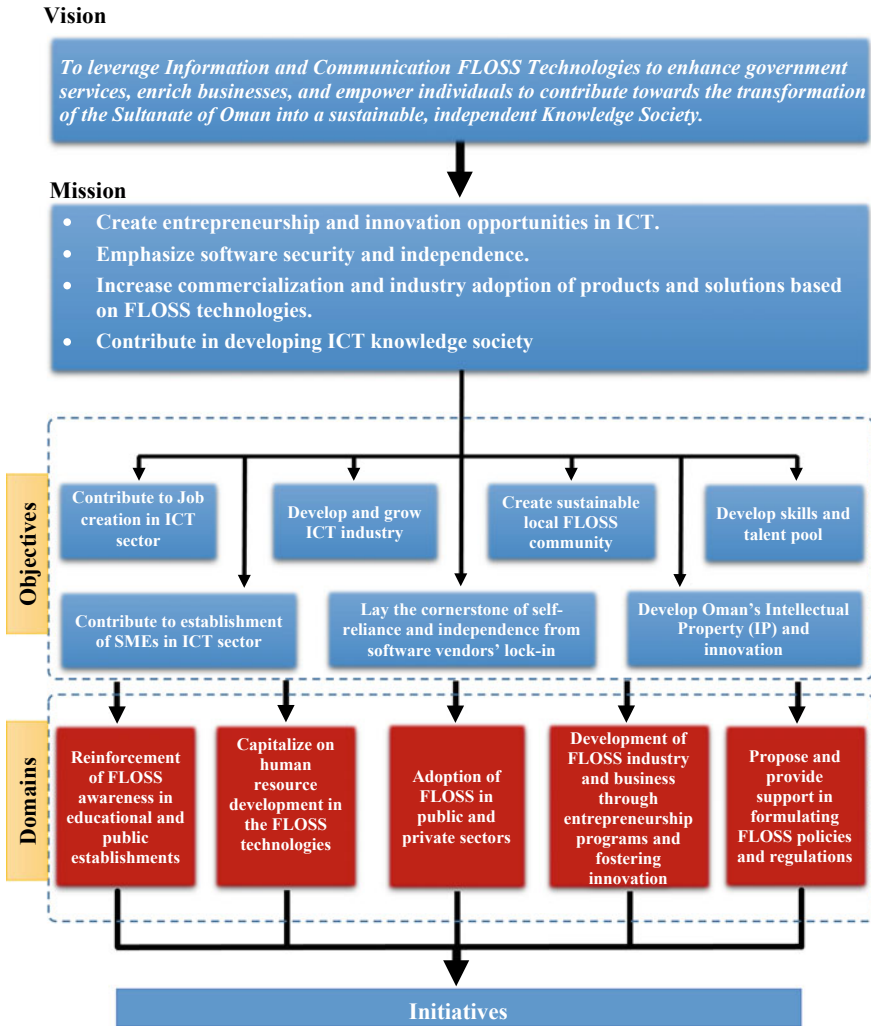 Vision
To leverage Information and Communication FLOSS Technologies to enhance government
services, enrich businesses, and empower individuals to contribute towards the transformation
of the Sultanate of Oman into a sustainable, independent Knowledge Society.
Mission
• Create entrepreneurship and innovation opportunities in ICT.
• Emphasize software security and independence.
• Increase commercialization and industry adoption of products and solutions based
on FLOSS technologies.
• Contribute in developing ICT knowledge society
Objectives
Contribute to Job
creation in ICT
sector
Develop and grow
ICT industry
Create sustainable
local FLOSS
community
Develop skills and
talent pool
Contribute to establishment
of SMEs in ICT sector
Lay the cornerstone of self-
reliance and independence from
software vendors' lock-in
Develop Oman's Intellectual
Property (IP) and
innovation
Domains
Reinforcement
of FLOSS
awareness in
educational and
public
establishments
Capitalize on
human
resource
development in
the FLOSS
technologies
Adoption of
FLOSS in
public and
private sectors
Development of
FLOSS industry
and business
through
entrepreneurship
programs and
fostering
innovation
Propose and
provide
support in
formulating
FLOSS policies
and regulations
Initiatives